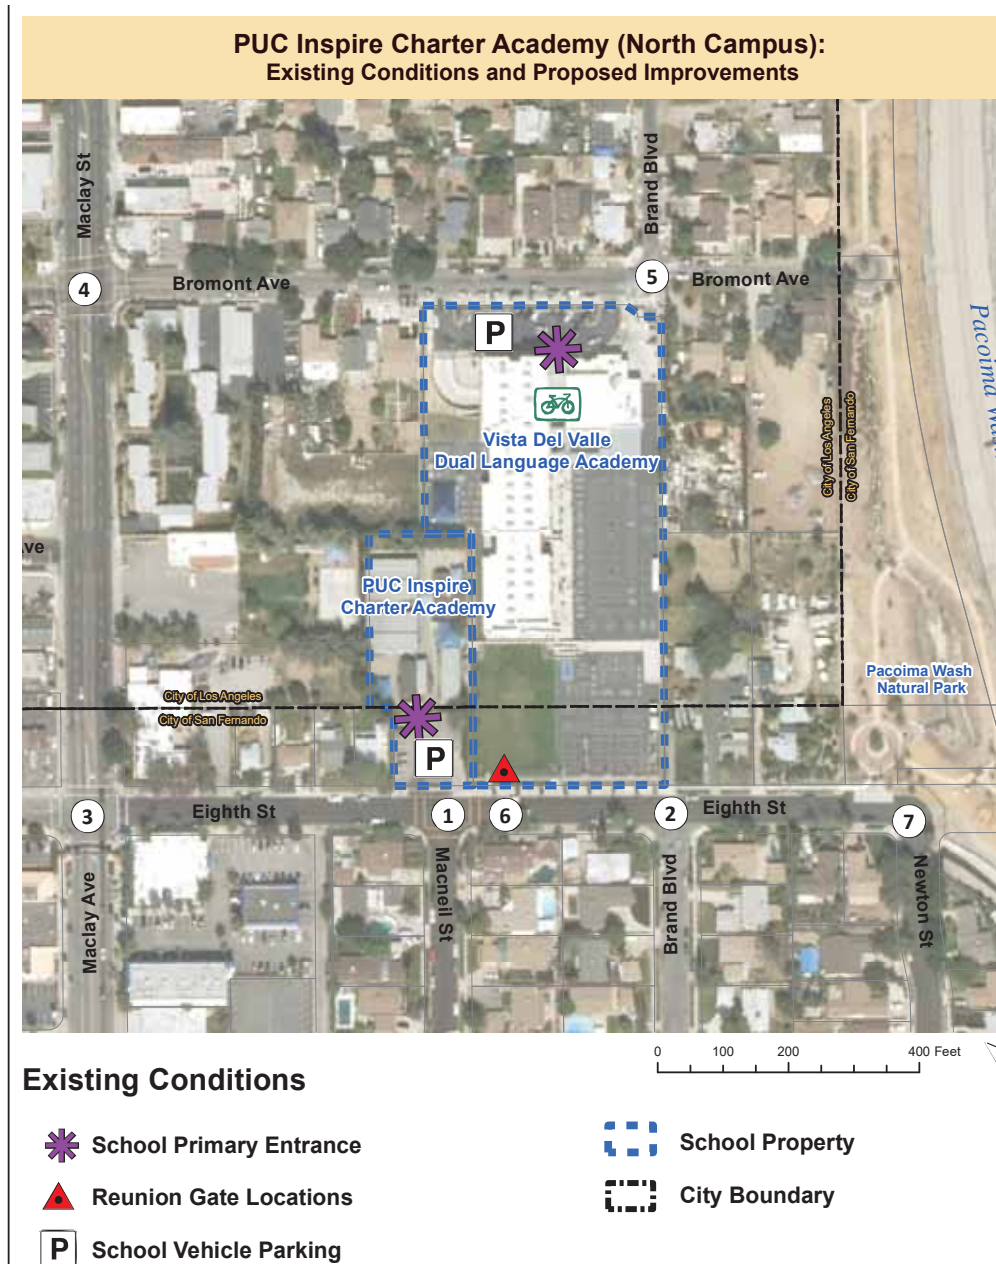 PUC Inspire Charter Academy (North Campus):
Existing Conditions and Proposed Improvements
Maclay St
Brand Blvd
4
Bromont Ave
5
Bromont Ave
P
Vista Del Valle
Dual Language Academy
City of Los Angeles
City of San Fernando
Pacoima
ve
PUC Inspire
Charter Academy
Pacoima Wash
Natural Park
City of Los Angeles
City of San Fernando
P
3
Eighth St
1
6
2
Eighth St
7
Maclay Ave
Macneil St
Brand Blvd
Newton St
0 100 200 400 Feet
Existing Conditions
School Primary Entrance
School Property
Reunion Gate Locations
City Boundary
P School Vehicle Parking